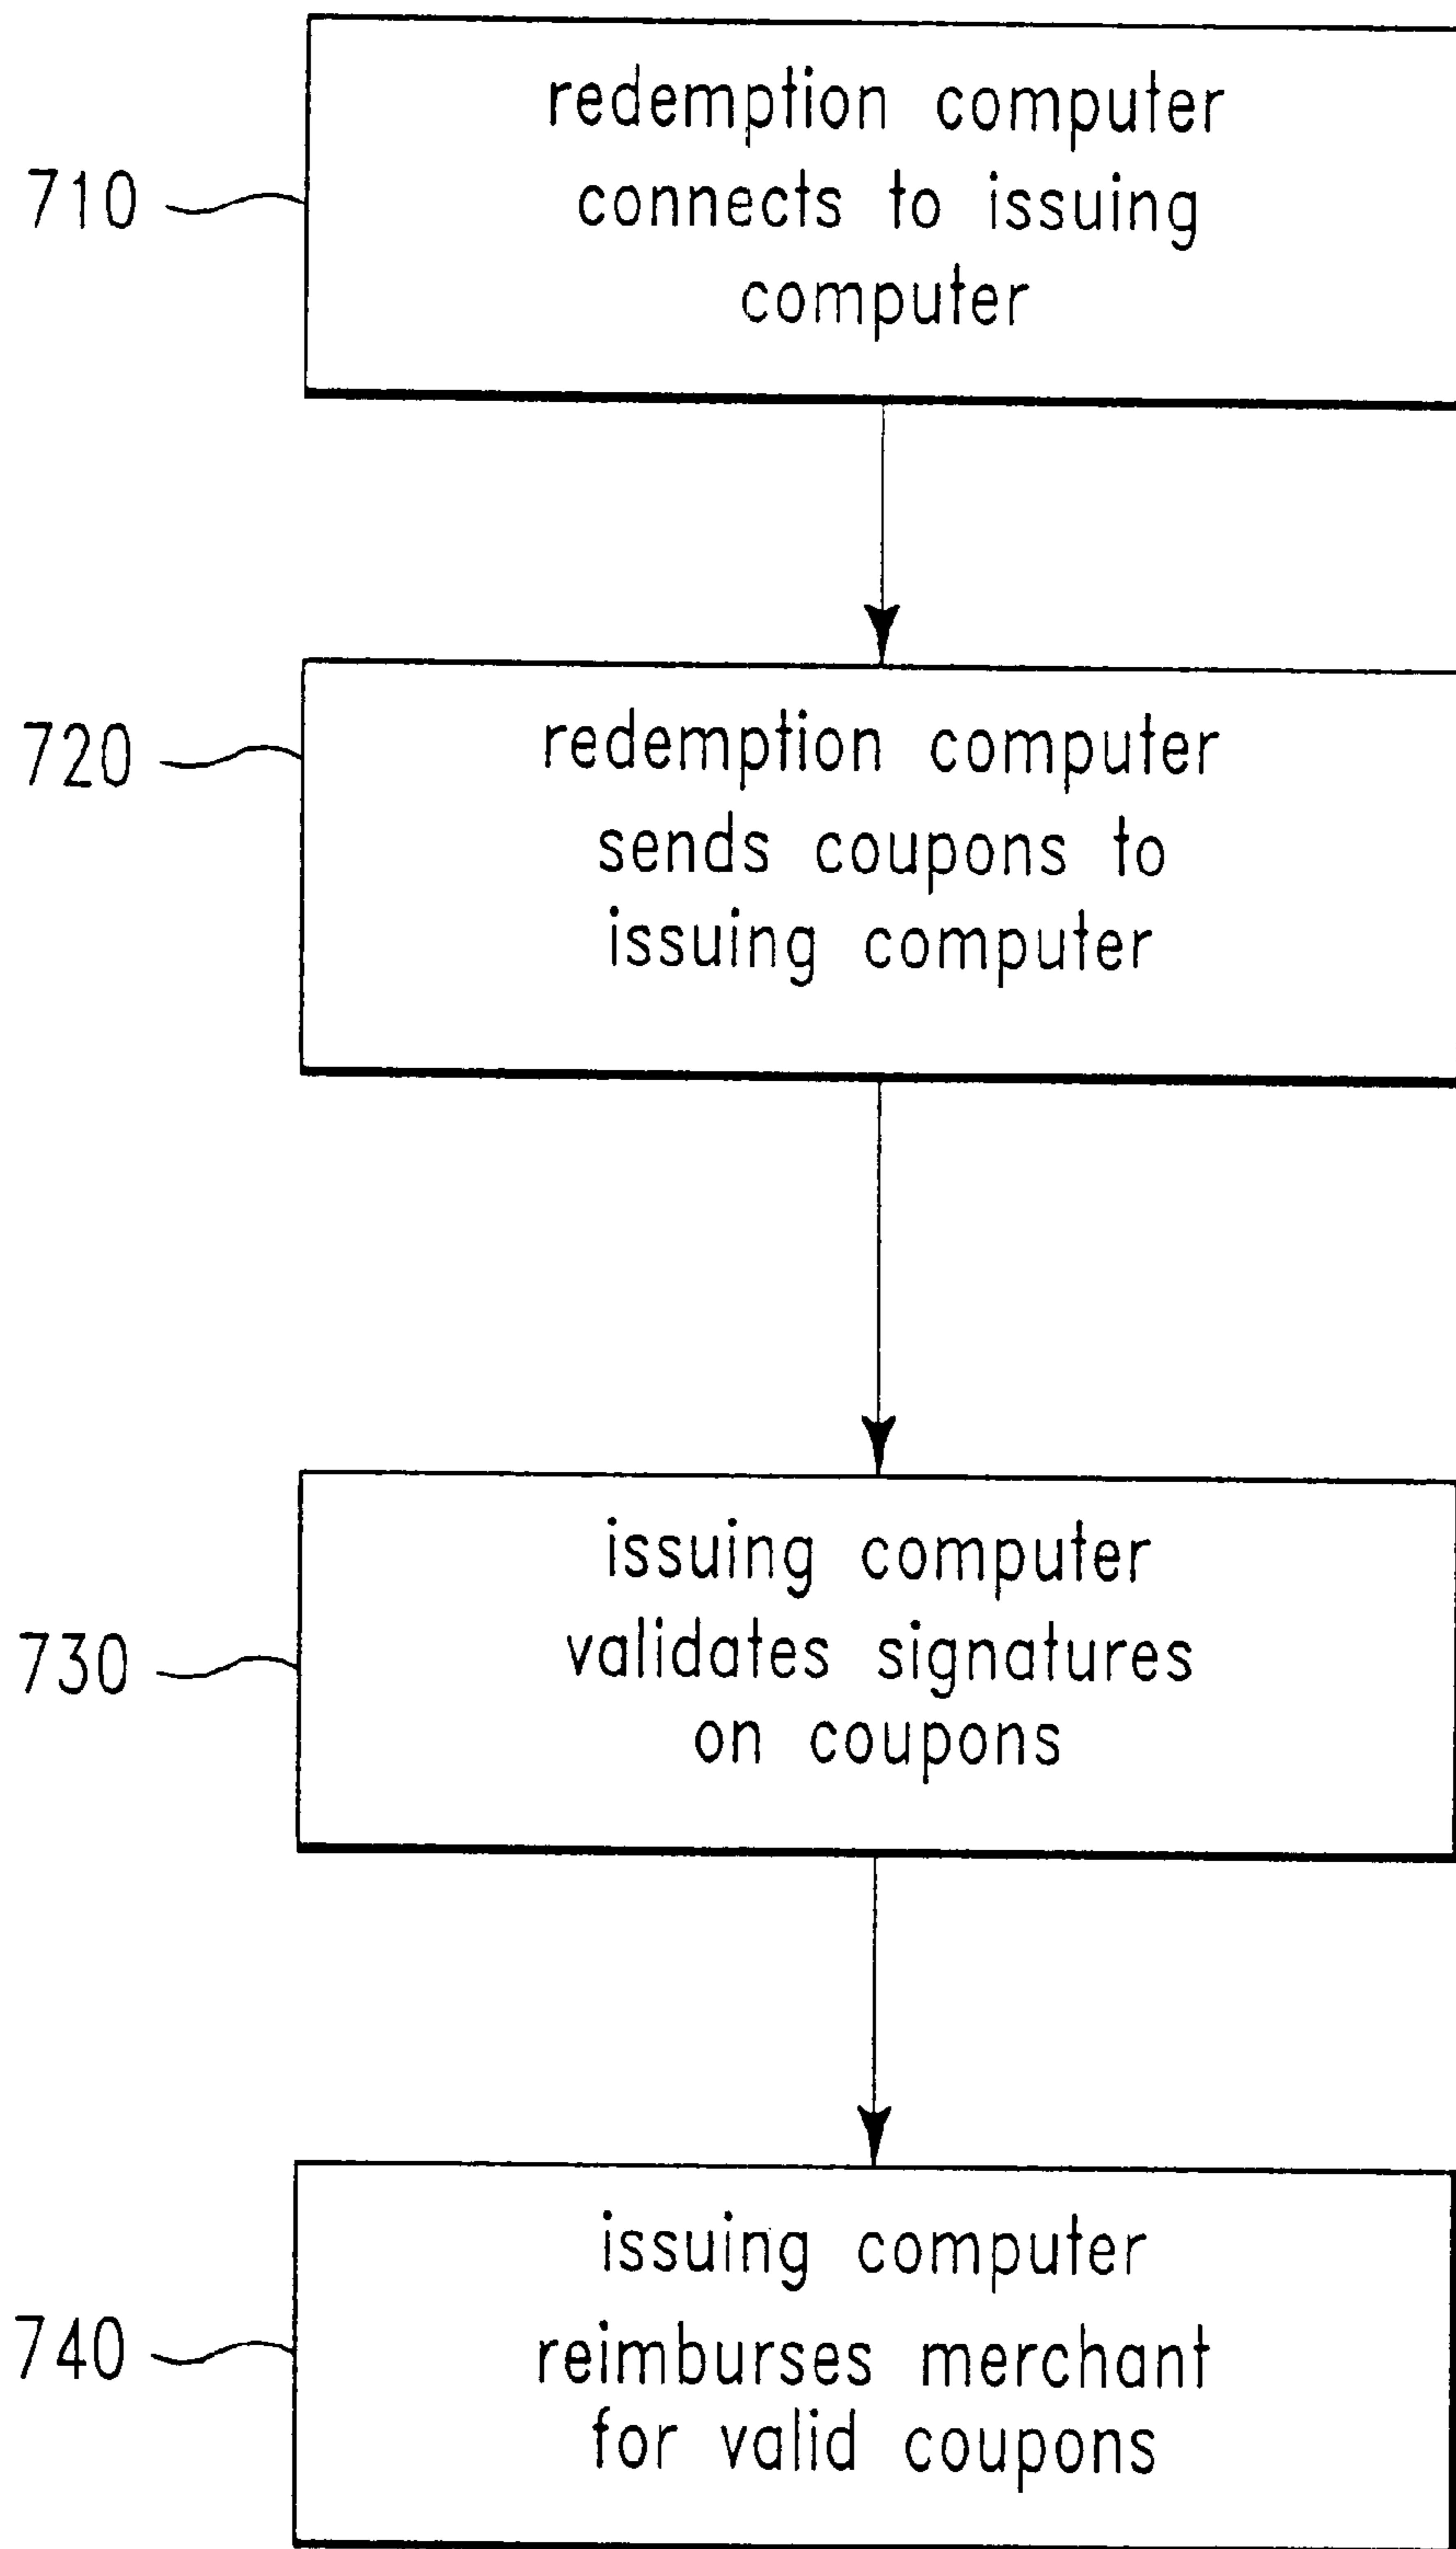 710
redemption computer
connects to issuing
computer
720
redemption computer
sends coupons to
issuing computer
730
issuing computer
validates signatures
on coupons
740
issuing computer
reimburses merchant
for valid coupons